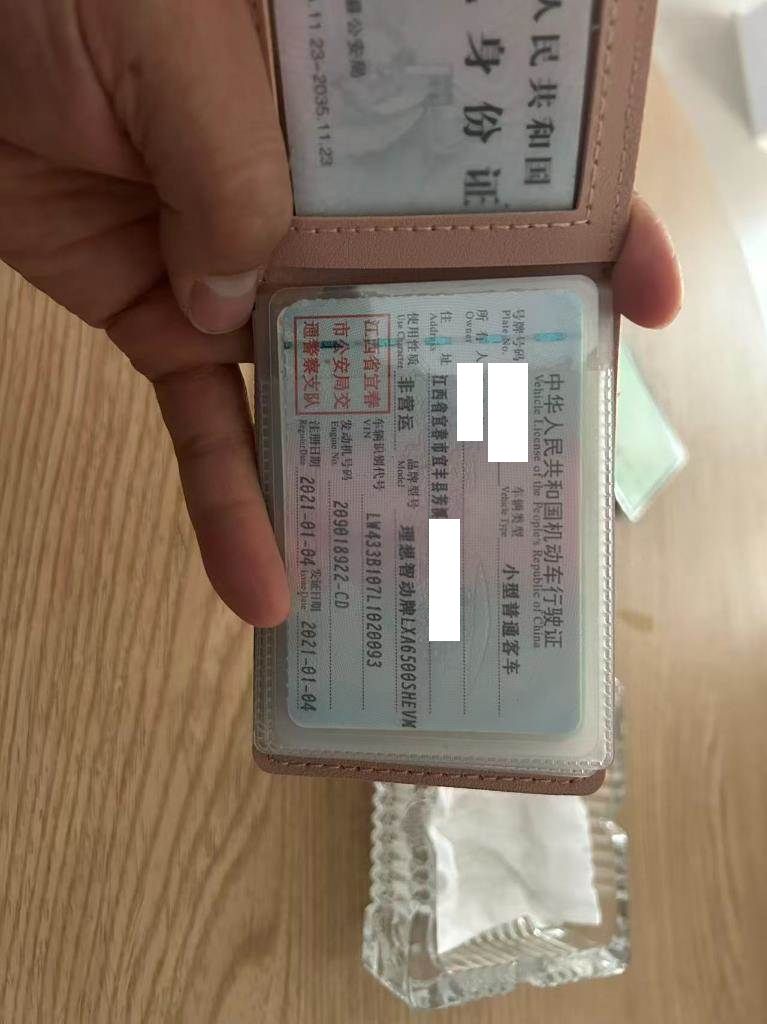 人民共和国
身份证
公安局
11.23-2035.11.23
中华人民共和国机动车行驶证
Vehicle License of the People's Republic of China
号牌号码
Plate No.
车辆类型
Vehicle Type
小型普通客车
所有人
Owner
住址
Address
江西省宜春市宜丰县芳溪
使用性质
Use Character
非营运
品牌型号
Model
理想智动牌LXA6500SHEVM
江西省宜春
市公安局交
通警察支队
车辆识别代号
VIN
LW433B107L1020093
发动机号码
Engine No.
209018922-CD
注册日期
Register Date
2021-01-04
发证日期
Issue Date
2021-01-04